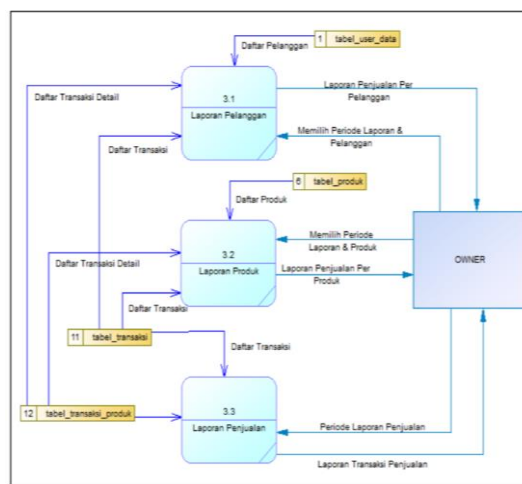 1 tabel_user_data
Daftar Pelanggan
3.1
Laporan Pelanggan
Laporan Penjualan Per
Pelanggan
Daftar Transaksi Detail
Memilih Periode Laporan &
Pelanggan
Daftar Transaksi
6 tabel_produk
Daftar Produk
3.2
Laporan Produk
Memilih Periode
Laporan & Produk
OWNER
Daftar Transaksi Detail
Laporan Penjualan Per
Produk
Daftar Transaksi
11 tabel_transaksi
Daftar Transaksi
12 tabel_transaksi_produk
3.3
Laporan Penjualan
Periode Laporan Penjualan
Laporan Transaksi Penjualan